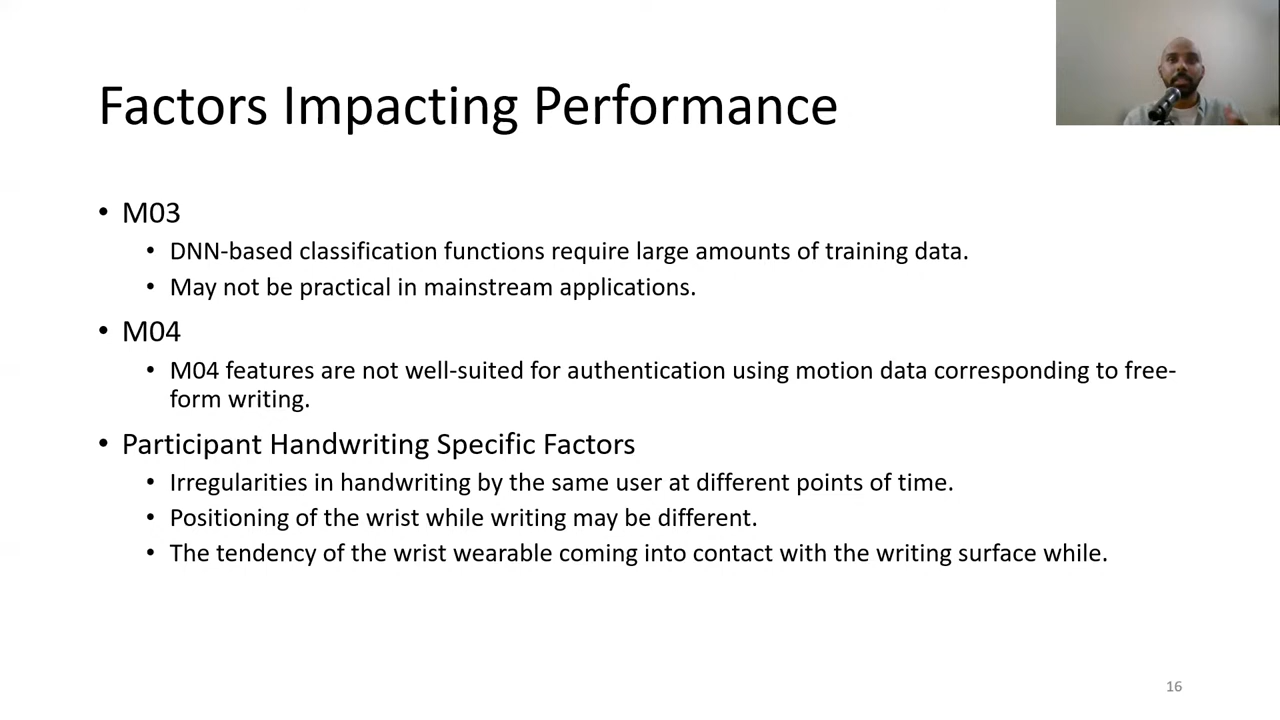 Factors Impacting Performance
• M03
• DNN-based classification functions require large amounts of training data.
• May not be practical in mainstream applications.
• M04
• M04 features are not well-suited for authentication using motion data corresponding to free-
form writing.
• Participant Handwriting Specific Factors
• Irregularities in handwriting by the same user at different points of time.
• Positioning of the wrist while writing may be different.
• The tendency of the wrist wearable coming into contact with the writing surface while.
16